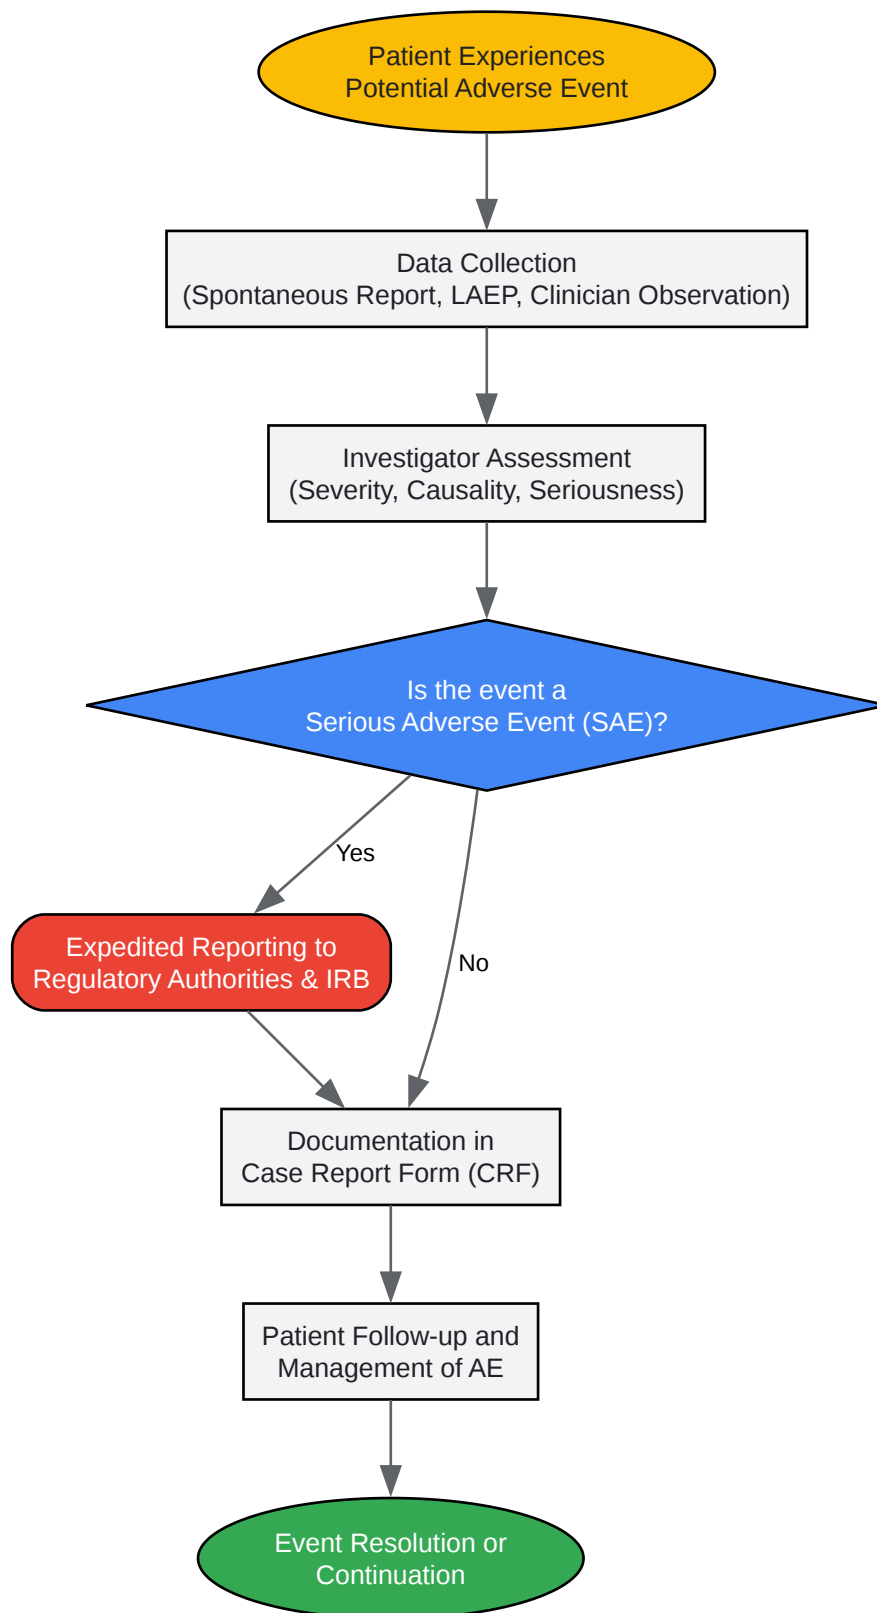 Patient Experiences
Potential Adverse Event
Data Collection
(Spontaneous Report, LAEP, Clinician Observation)
Investigator Assessment
(Severity, Causality, Seriousness)
Is the event a
Serious Adverse Event (SAE)?
Yes
Expedited Reporting to
Regulatory Authorities & IRB
No
Documentation in
Case Report Form (CRF)
Patient Follow-up and
Management of AE
Event Resolution or
Continuation